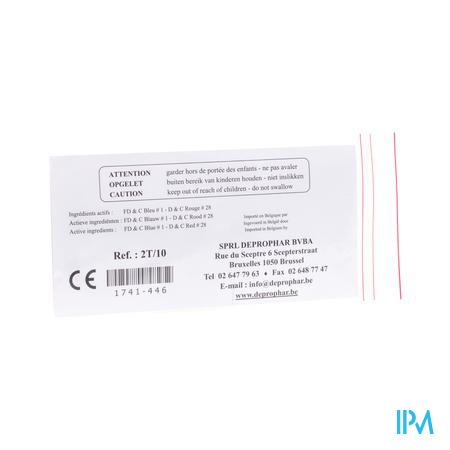 ATTENTION garder hors de portée des enfants - ne pas avaler
OPGELET buiten bereik van kinderen houden - niet inslikken
CAUTION keep out of reach of children - do not swallow
Ingrédients actifs : FD & C Bleu # 1 - D & C Rouge # 28
Actieve ingrediënten : FD & C Blauw # 1 - D & C Rood # 28
Active ingredients : FD & C Blue # 1 - D & C Red # 28
Importé en Belgique par
Ingevoerd in Belgïe door
Imported in Belgium by
Ref. : 2T/10
CE
1741-446
SPRL DEPROPHAR BVBA
Rue du Sceptre 6 Scepterstraat
Bruxelles 1050 Brussel
Tel 02 647 79 63 ♦ Fax 02 648 77 47
E-mail : info@deprophar.be
www.deprophar.be
IPM